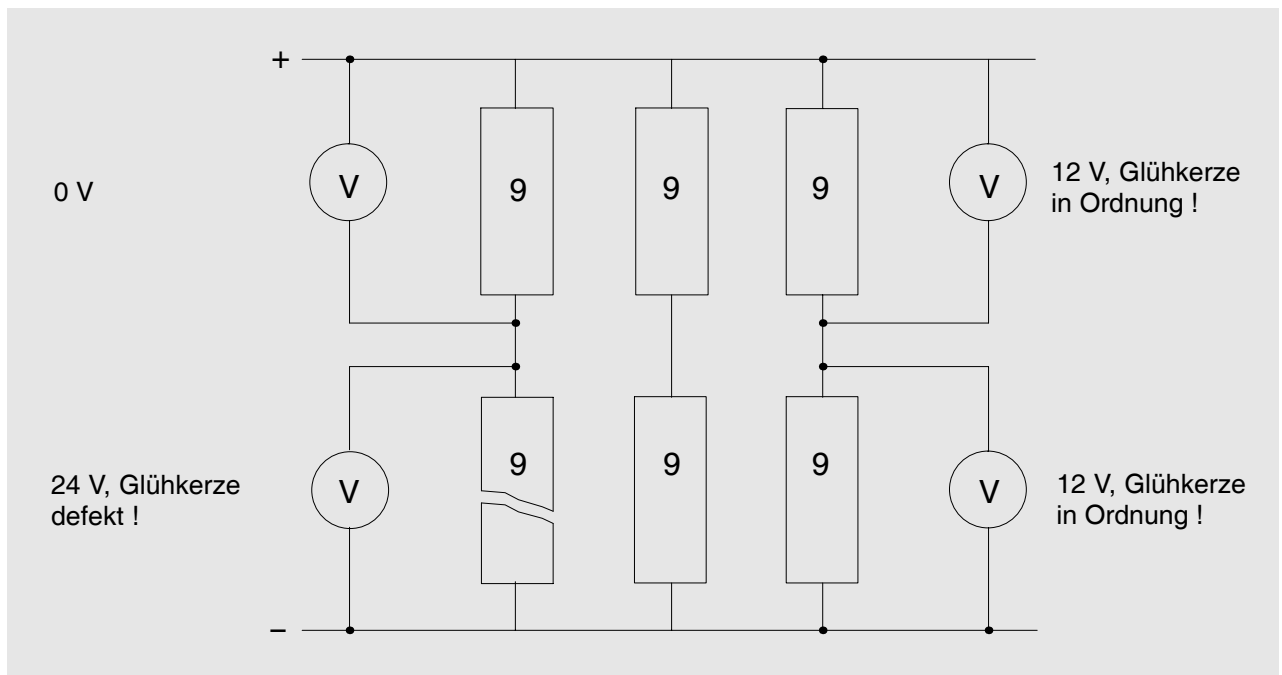 +
0 V
V
9
9
9
V
12 V, Glühkerze
in Ordnung !
24 V, Glühkerze
defekt !
V
9
9
9
V
12 V, Glühkerze
in Ordnung !
–